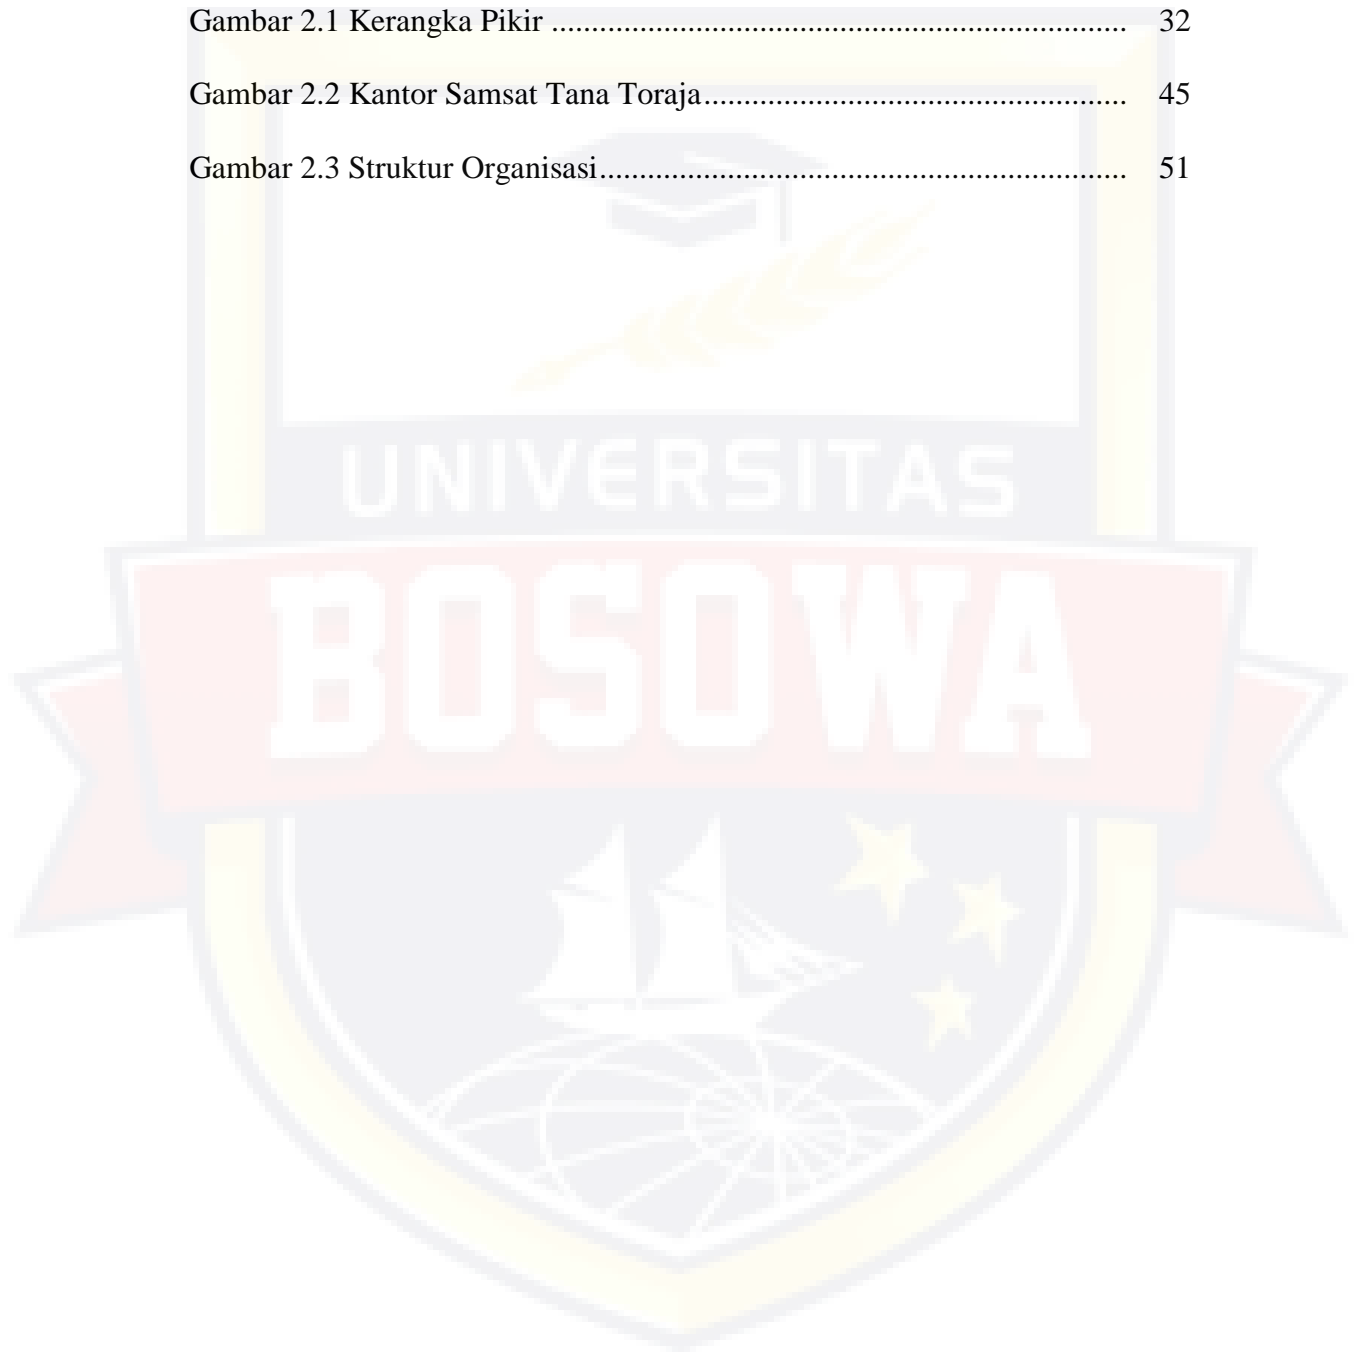 Gambar 2.1 Kerangka Pikir ........................................................................ 32
Gambar 2.2 Kantor Samsat Tana Toraja..................................................... 45
Gambar 2.3 Struktur Organisasi.................................................................. 51
UNIVERSITAS
BOSOWA